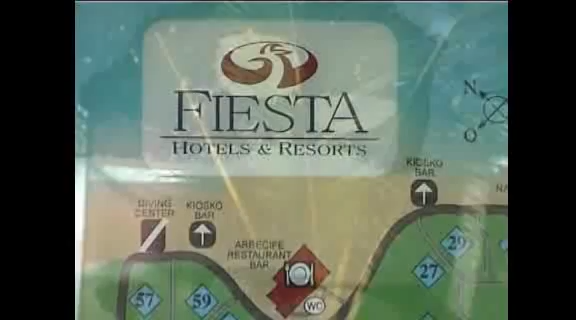 FIESTA
HOTELS & RESORTS
N
O
KIOSKO
BAR
DIVING
CENTER
KIOSKO
BAR
ARRECIFE
RESTAURANT
BAR
WC
57
59
27
29